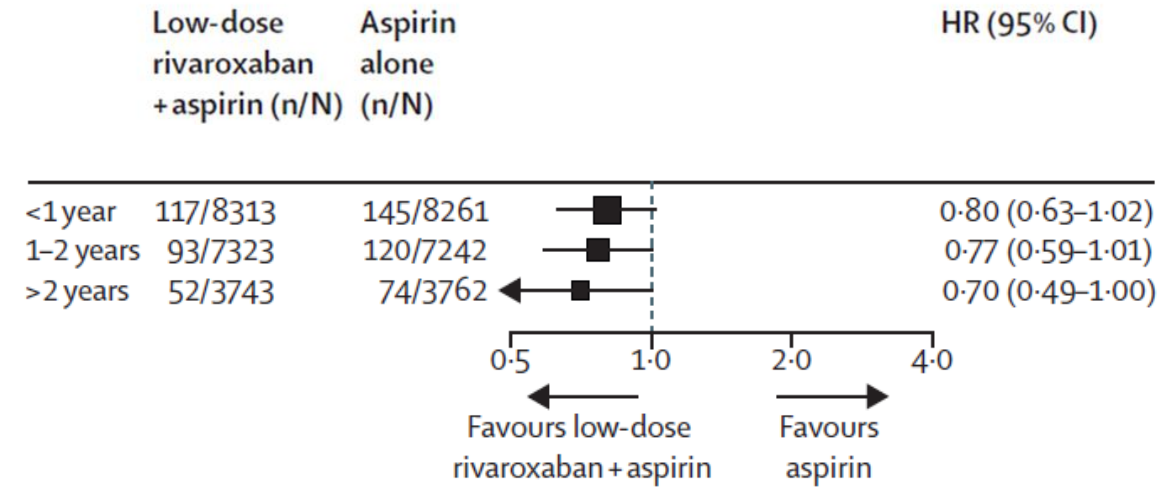 Low-dose rivaroxaban + aspirin (n/N)
Aspirin alone (n/N)
HR (95% CI)
<1 year 117/8313 145/8261 0·80 (0·63–1·02)
1–2 years 93/7323 120/7242 0·77 (0·59–1·01)
>2 years 52/3743 74/3762 0·70 (0·49–1·00)
0·5 1·0 2·0 4·0
Favours low-dose rivaroxaban + aspirin
Favours aspirin